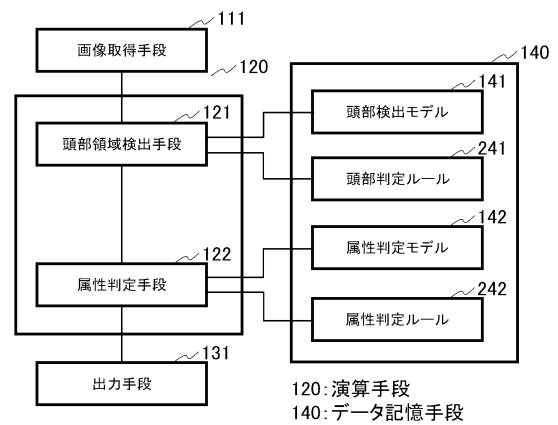 111
画像取得手段
120
140
121
頭部領域検出手段
141
頭部検出モデル
241
頭部判定ルール
142
属性判定モデル
122
属性判定手段
242
属性判定ルール
131
出力手段
120:演算手段
140:データ記憶手段